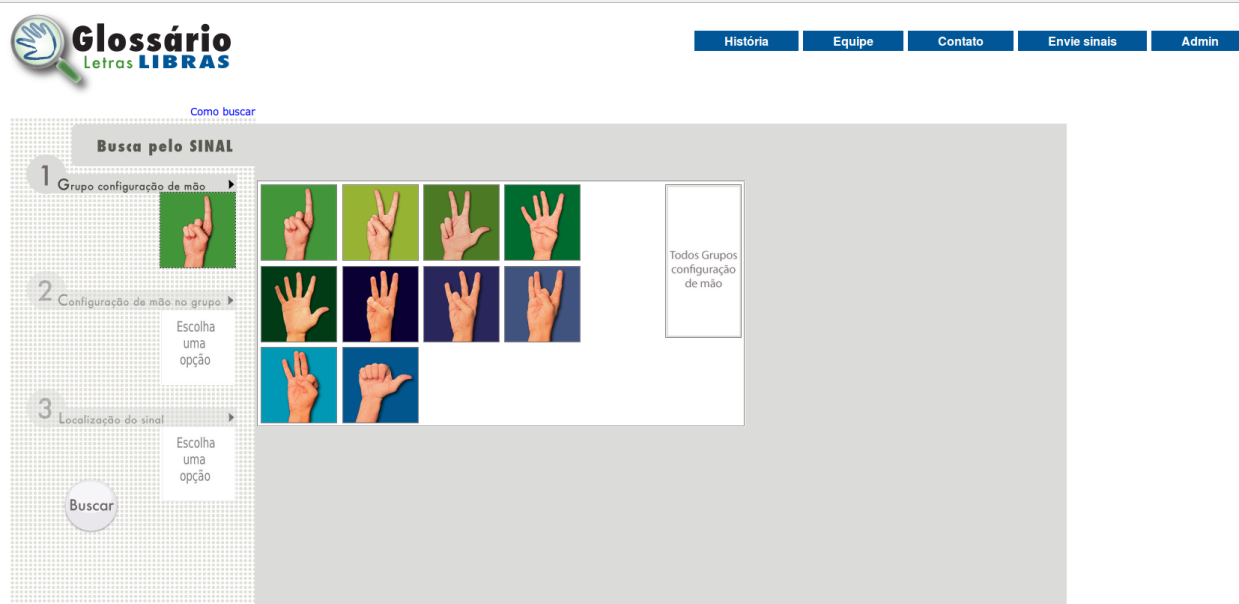 Glossário
Letras LIBRAS
História
Equipe
Contato
Envie sinais
Admin
Como buscar
Busca pelo SINAL
1 Grupo configuração de mão
2 Configuração de mão no grupo
Escolha
uma
opção
3 Localização do sinal
Escolha
uma
opção
Buscar
Todos Grupos
configuração
de mão